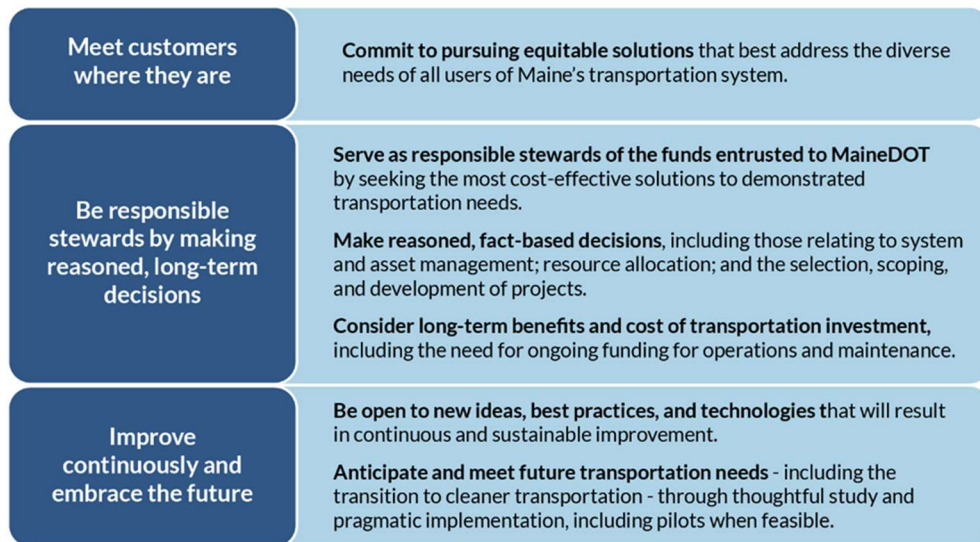 Meet customers
where they are
Commit to pursuing equitable solutions that best address the diverse
needs of all users of Maine's transportation system.
Be responsible
stewards by making
reasoned, long-term
decisions
Serve as responsible stewards of the funds entrusted to MaineDOT
by seeking the most cost-effective solutions to demonstrated
transportation needs.
Make reasoned, fact-based decisions, including those relating to system
and asset management; resource allocation; and the selection, scoping,
and development of projects.
Consider long-term benefits and cost of transportation investment,
including the need for ongoing funding for operations and maintenance.
Improve
continuously and
embrace the future
Be open to new ideas, best practices, and technologies that will result
in continuous and sustainable improvement.
Anticipate and meet future transportation needs - including the
transition to cleaner transportation - through thoughtful study and
pragmatic implementation, including pilots when feasible.